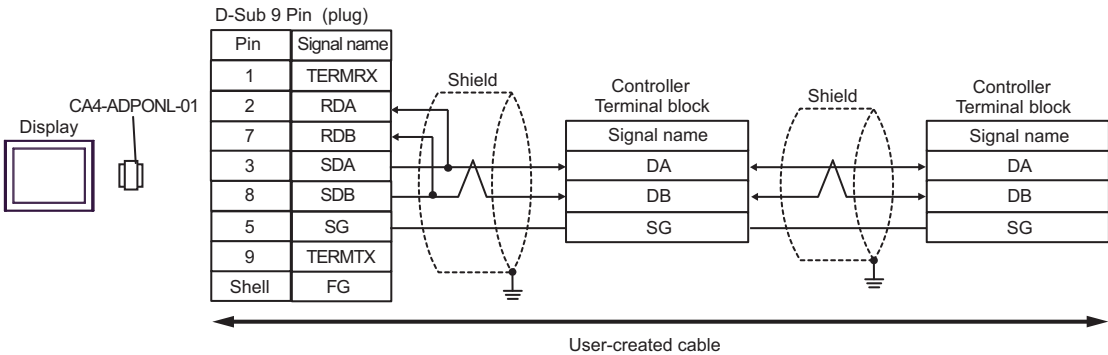 D-Sub 9 Pin (plug)
Pin Signal name
1 TERMRX
2 RDA
7 RDB
3 SDA
8 SDB
5 SG
9 TERMTX
Shell FG
CA4-ADPONL-01
Display
Shield
Controller
Terminal block
Signal name
DA
DB
SG
Shield
Controller
Terminal block
Signal name
DA
DB
SG
User-created cable